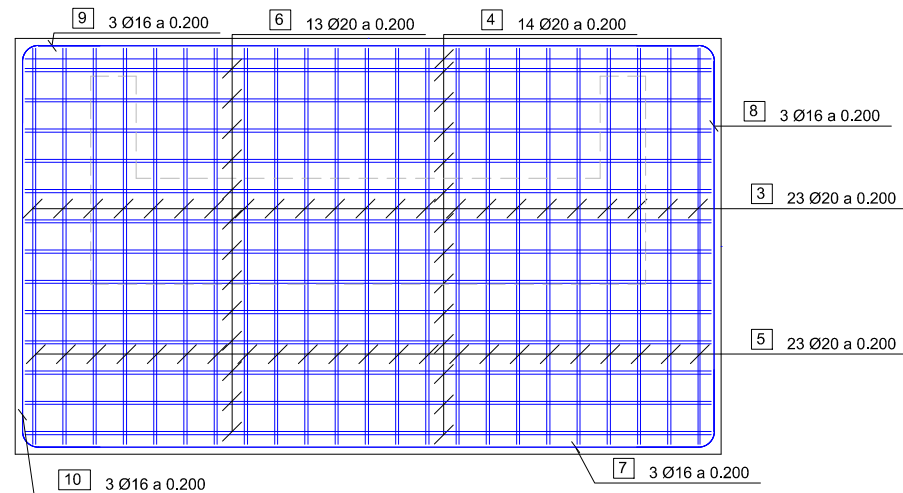 9 3 Ø16 a 0.200
6 13 Ø20 a 0.200
4 14 Ø20 a 0.200
8 3 Ø16 a 0.200
3 23 Ø20 a 0.200
5 23 Ø20 a 0.200
7 3 Ø16 a 0.200
10 3 Ø16 a 0.200